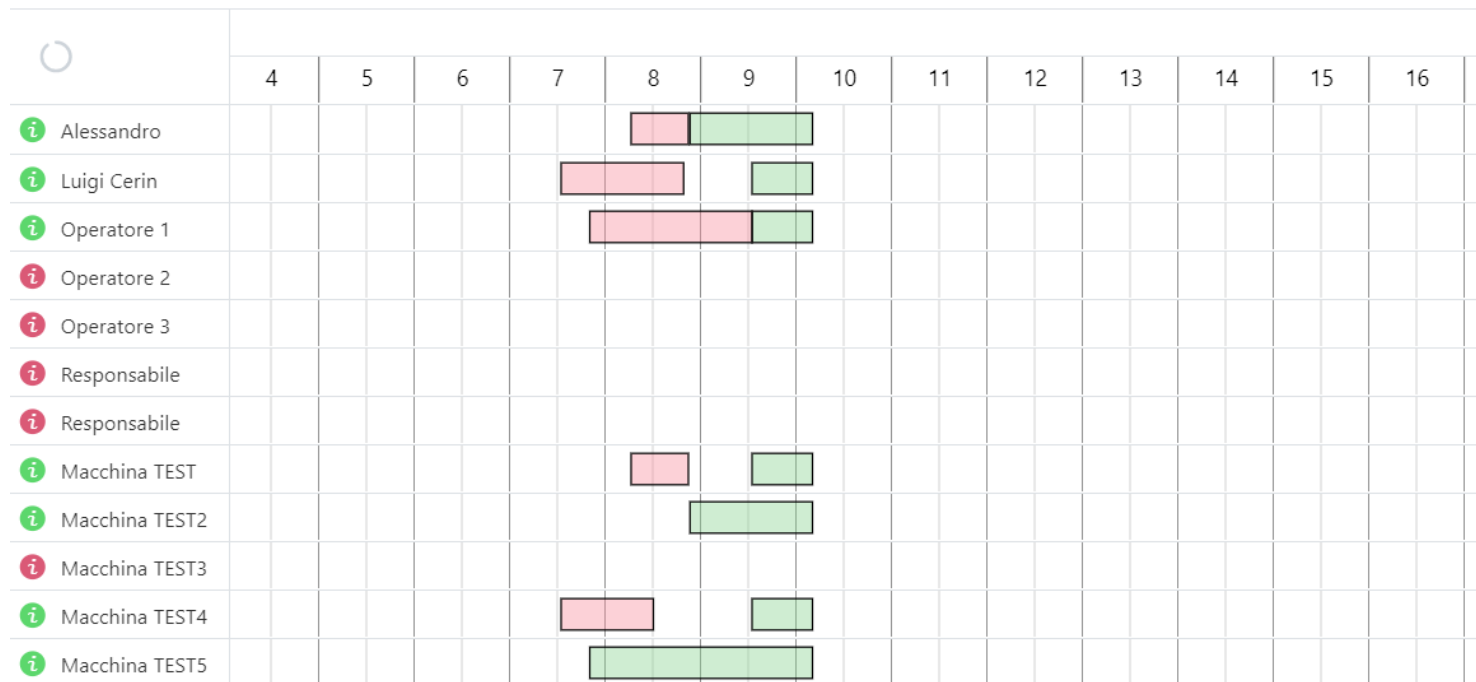 4 5 6 7 8 9 10 11 12 13 14 15 16
i Alessandro
i Luigi Cerin
i Operatore 1
i Operatore 2
i Operatore 3
i Responsabile
i Responsabile
i Macchina TEST
i Macchina TEST2
i Macchina TEST3
i Macchina TEST4
i Macchina TEST5